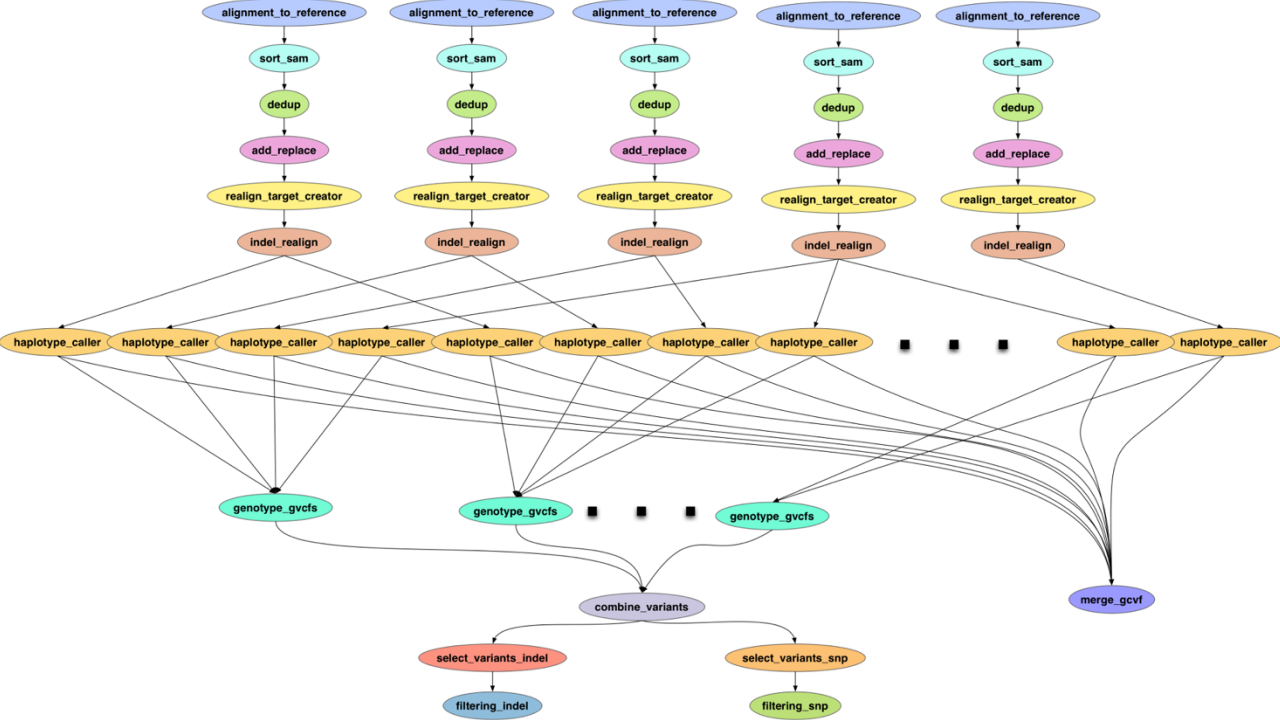 alignment_to_reference alignment_to_reference alignment_to_reference alignment_to_reference alignment_to_reference
sort_sam sort_sam sort_sam sort_sam sort_sam
dedup dedup dedup dedup dedup
add_replace add_replace add_replace add_replace add_replace
realign_target_creator realign_target_creator realign_target_creator realign_target_creator realign_target_creator
indel_realign indel_realign indel_realign indel_realign indel_realign
haplotype_caller haplotype_caller haplotype_caller haplotype_caller haplotype_caller haplotype_caller haplotype_caller haplotype_caller haplotype_caller haplotype_caller
genotype_gvcfs genotype_gvcfs genotype_gvcfs
merge_gcvf
combine_variants
select_variants_indel select_variants_snp
filtering_indel filtering_snp